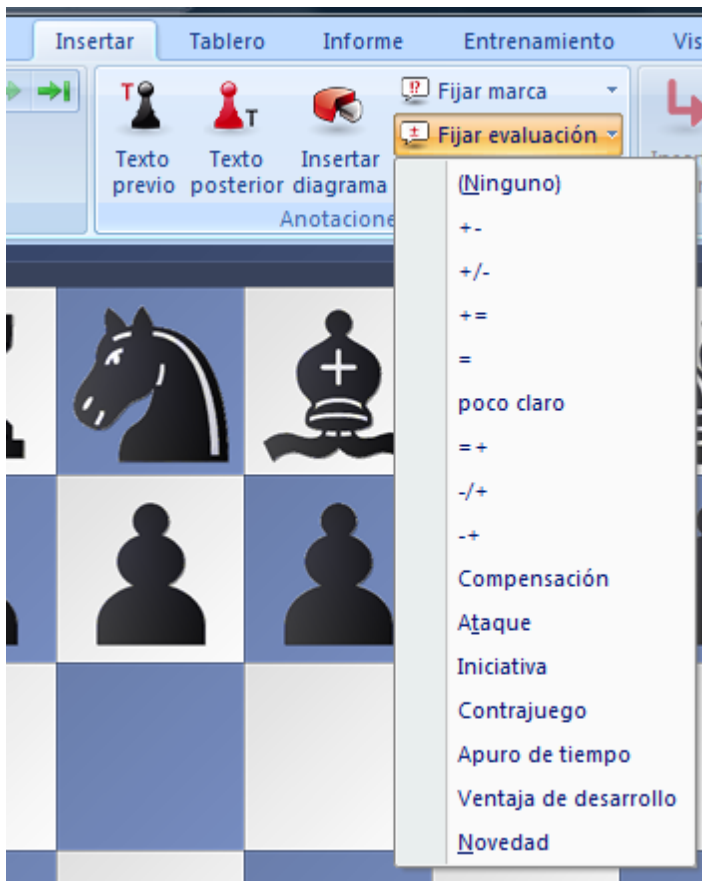 Insertar Tablero Informe Entrenamiento Vis
Fijar marca
Fijar evaluación
Texto previo
Texto posterior
Insertar diagrama
Anotacione
(Ninguno)
+-
+/-
+=
=
poco claro
=+
-/+
-+
Compensación
Ataque
Iniciativa
Contrajuego
Apuro de tiempo
Ventaja de desarrollo
Novedad